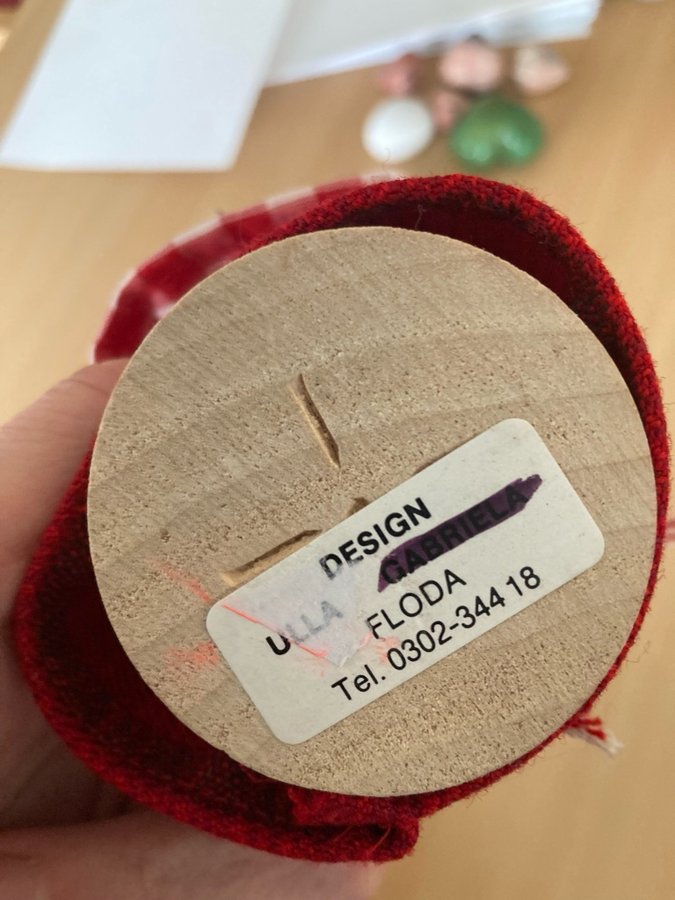 DESIGN
ULLA GABRIELA
FLODA
Tel. 0302-344 18